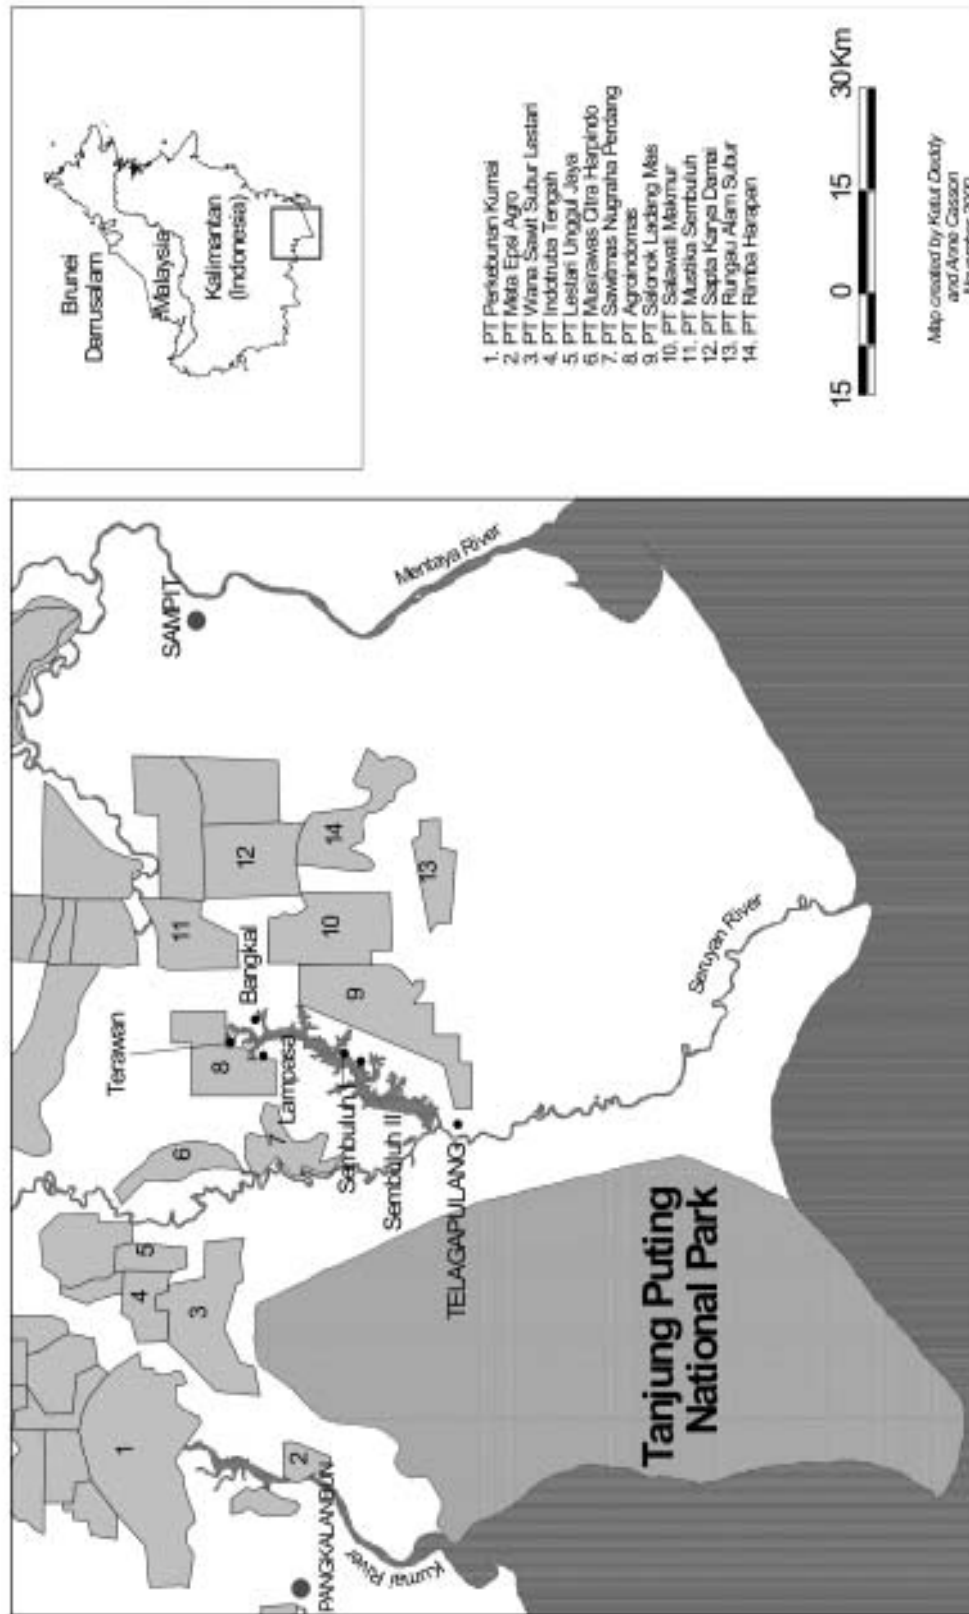 Brunei
Darrusalam
Malaysia
Kalimantan
(Indonesia)
1. PT Perkebunan Kumai
2. PT Meta Epsi Agro
3. PT Wana Sawit Subur Lestari
4. PT Indotruba Tengah
5. PT Lestari Unggul Jaya
6. PT Musirawas Citra Harpindo
7. PT Sawitmas Nugraha Perdang
8. PT Agroindomas
9. PT Salonok Ladang Mas
10. PT Salawati Makmur
11. PT Mustika Sembuluh
12. PT Sapta Karya Damai
13. PT Rungau Alam Subur
14. PT Rimba Harapan
15 0 15 30Km
Map created by Ketut Deddy
and Anne Casson
SAMPIT
Mentaya River
Terawan
Bangkal
Lampasa
Sembuluh I
Sembuluh II
TELAGAPULANG
Seruyan River
Tanjung Puting
National Park
PANGKALANBUN
Kumai River
1
2
3
4
5
6
7
8
9
10
11
12
13
14